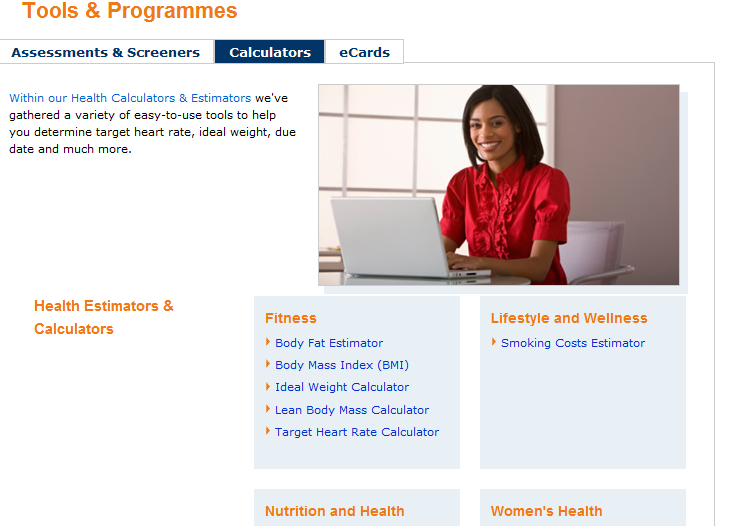 Tools & Programmes
Assessments & Screeners
Calculators
eCards
Within our Health Calculators & Estimators we've
gathered a variety of easy-to-use tools to help
you determine target heart rate, ideal weight, due
date and much more.
Health Estimators &
Calculators
Fitness
Body Fat Estimator
Body Mass Index (BMI)
Ideal Weight Calculator
Lean Body Mass Calculator
Target Heart Rate Calculator
Lifestyle and Wellness
Smoking Costs Estimator
Nutrition and Health
Women's Health